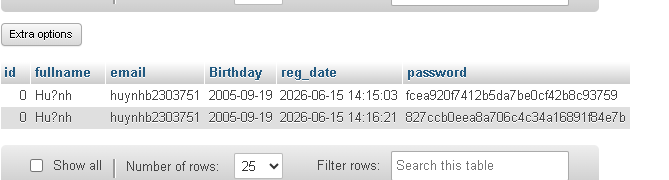 Extra options
id fullname email Birthday reg_date password
0 Hu?nh huynhb2303751 2005-09-19 2026-06-15 14:15:03 fcea920f7412b5da7be0cf42b8c93759
0 Hu?nh huynhb2303751 2005-09-19 2026-06-15 14:16:21 827ccb0eea8a706c4c34a16891f84e7b
Show all Number of rows: 25 Filter rows: Search this table